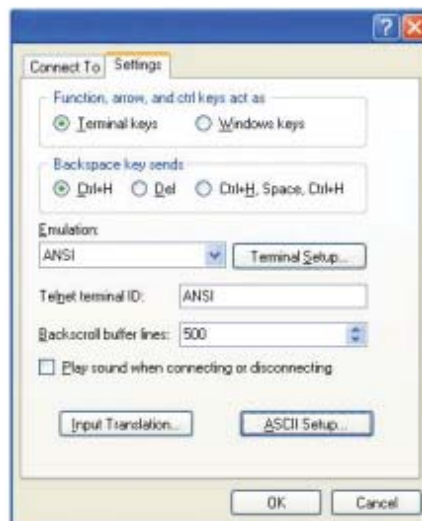 Connect To Settings
Function, arrow, and ctrl keys act as
Terminal keys Windows keys
Backspace key sends
Ctrl+H Del Ctrl+H, Space, Ctrl+H
Emulation:
ANSI Terminal Setup...
Telnet terminal ID: ANSI
Backscroll buffer lines: 500
Play sound when connecting or disconnecting
Input Translation... ASCII Setup...
OK Cancel